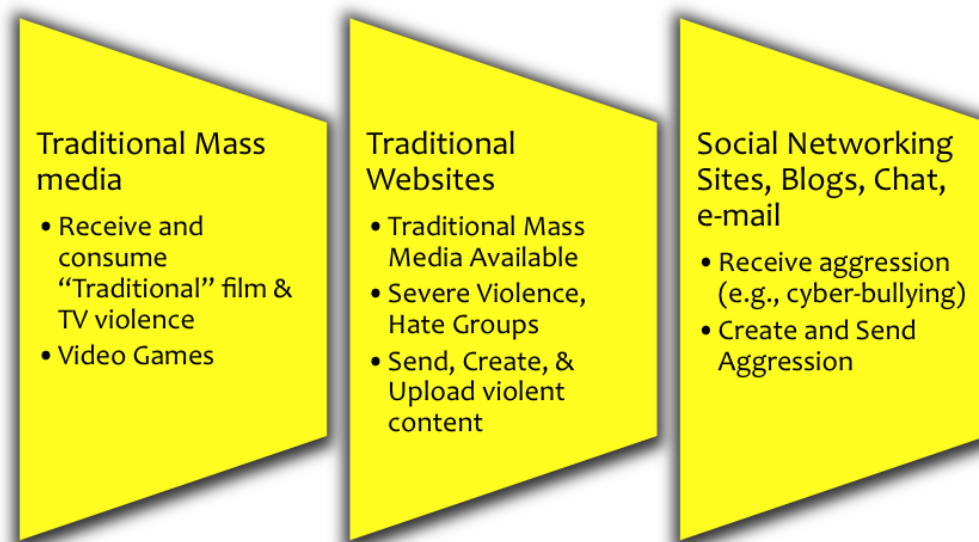 Traditional Mass
media
• Receive and
consume
“Traditional” film &
TV violence
• Video Games
Traditional
Websites
• Traditional Mass
Media Available
• Severe Violence,
Hate Groups
• Send, Create, &
Upload violent
content
Social Networking
Sites, Blogs, Chat,
e-mail
• Receive aggression
(e.g., cyber-bullying)
• Create and Send
Aggression